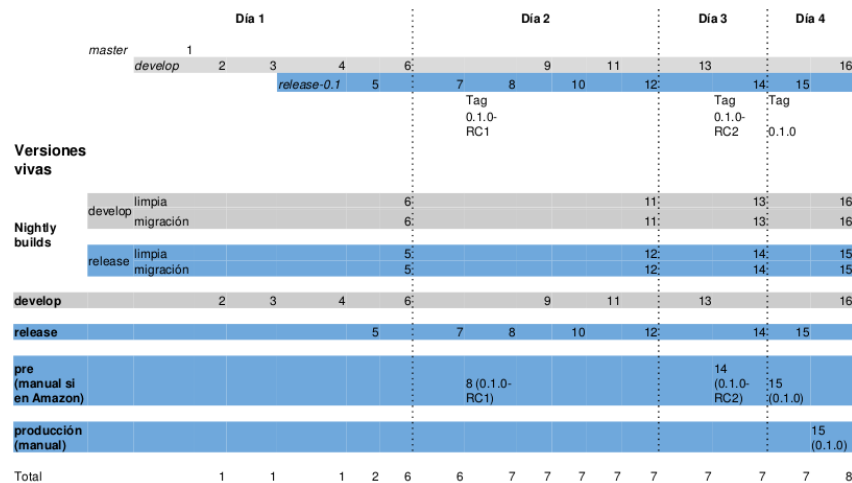 Día 1 Día 2 Día 3 Día 4
master 1
develop 2 3 4 6 9 11 13 16
release-0.1 5 7 8 10 12 14 15
Tag Tag Tag
0.1.0- 0.1.0-
RC1 RC2 0.1.0
Versiones
vivas
Nightly
builds
develop
limpia 6 11 13 16
migración 6 11 13 16
release
limpia 5 12 14 15
migración 5 12 14 15
develop 2 3 4 6 9 11 13 16
release 5 7 8 10 12 14 15
pre
(manual si
en Amazon)
8 (0.1.0-
RC1)
14
(0.1.0-
RC2)
15
(0.1.0)
producción
(manual)
15
(0.1.0)
Total 1 1 1 2 6 6 7 7 7 7 7 7 7 7 8